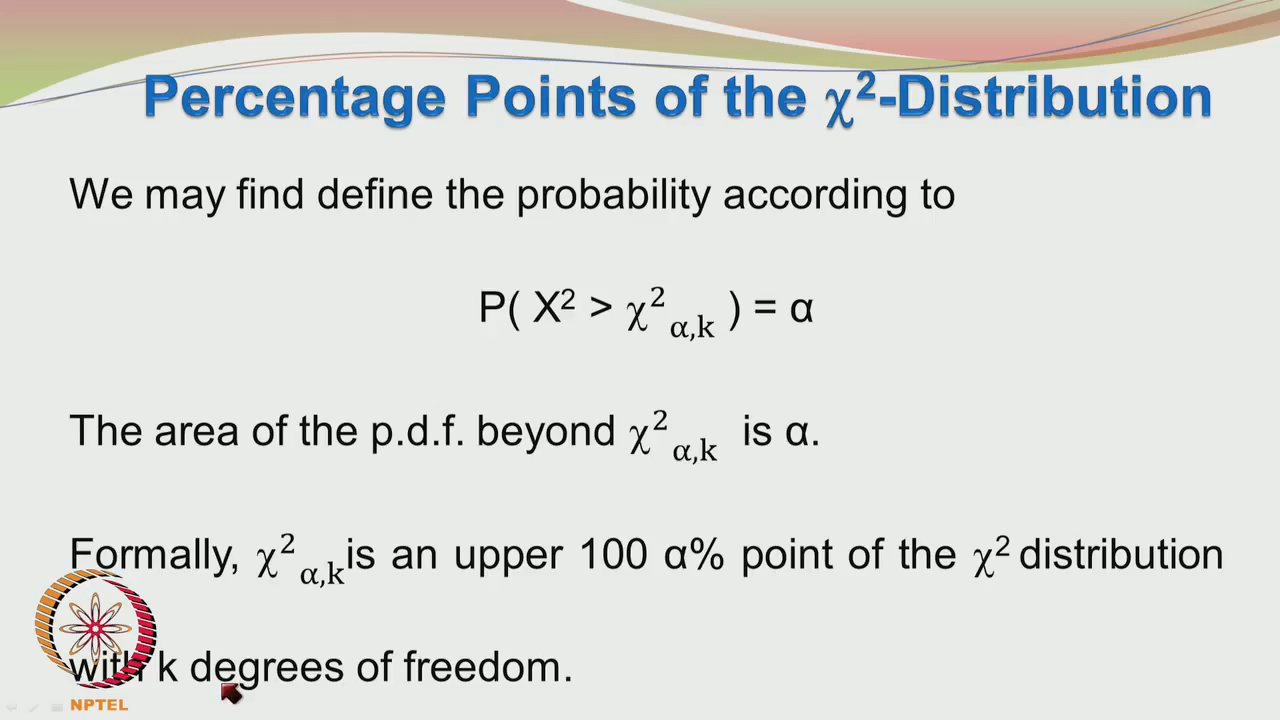 Percentage Points of the χ²-Distribution
We may find define the probability according to
P( X² > χ²α,k ) = α
The area of the p.d.f. beyond χ²α,k is α.
Formally, χ²α,k is an upper 100 α% point of the χ² distribution
with k degrees of freedom.
NPTEL